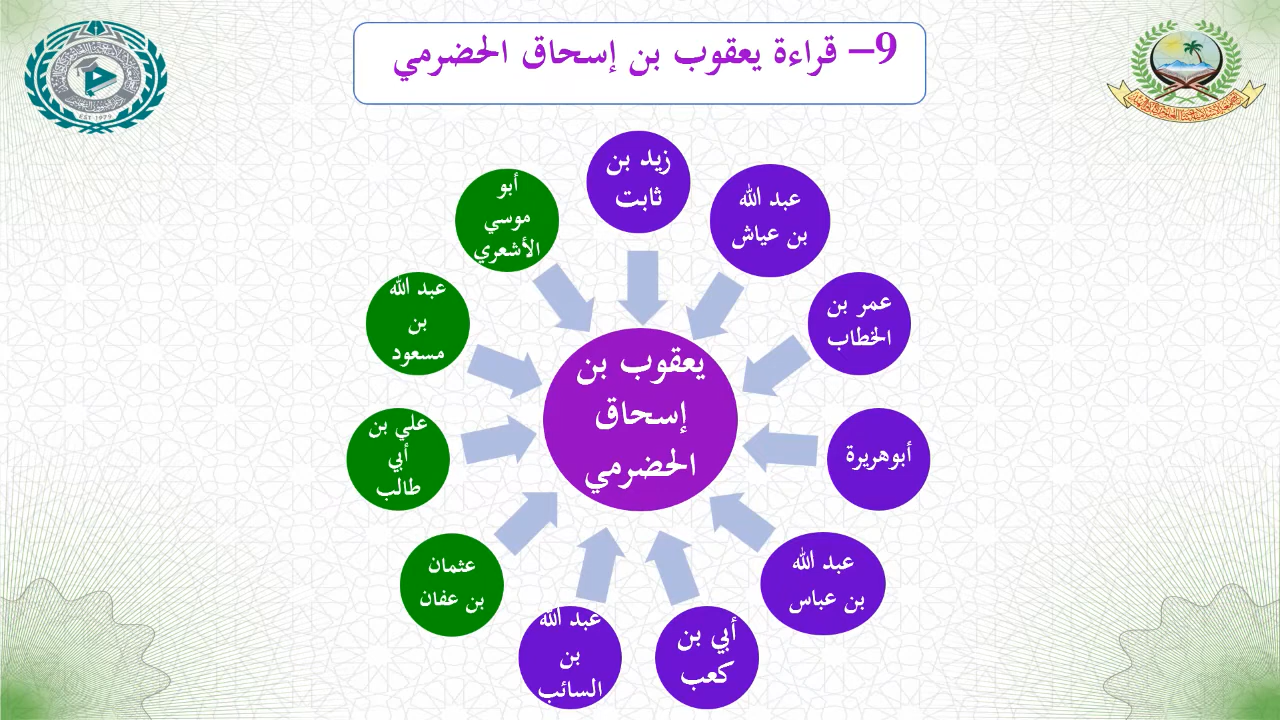 9– قراءة يعقوب بن إسحاق الحضرمي
زيد بن
ثابت
عبد الله
بن عياش
عمر بن
الخطاب
أبوهريرة
عبد الله
بن عباس
أبي بن
كعب
عبد الله
بن
السائب
عثمان
بن عفان
علي بن
أبي
طالب
عبد الله
بن
مسعود
أبو
موسي
الأشعري
يعقوب بن
إسحاق
الحضرمي
EST 1979